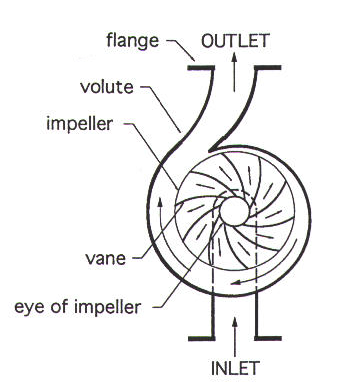 flange
OUTLET
volute
impeller
vane
eye of impeller
INLET